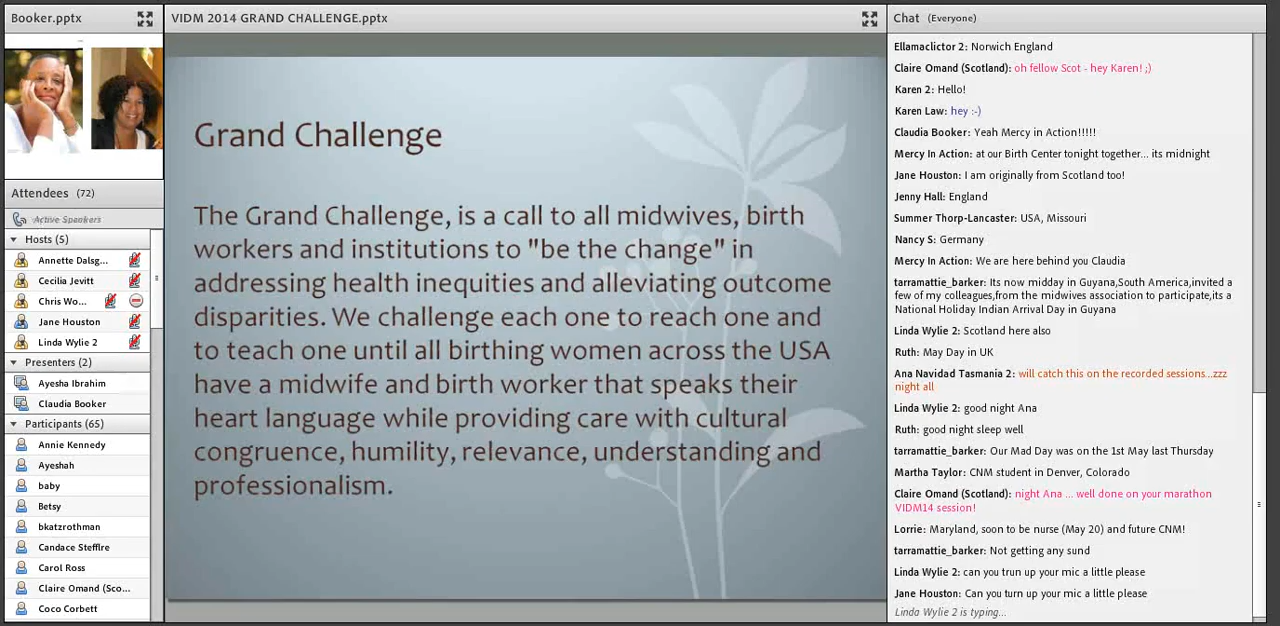 Booker.pptx
VIDM 2014 GRAND CHALLENGE.pptx
Chat (Everyone)
Attendees (72)
Active Speakers
Hosts (5)
Annette Dalsg...
Cecilia Jevitt
Chris Wo...
Jane Houston
Linda Wylie 2
Presenters (2)
Ayesha Ibrahim
Claudia Booker
Participants (65)
Annie Kennedy
Ayeshah
baby
Betsy
bkatzrothman
Candace Stefflre
Carol Ross
Claire Omand (Sco...
Coco Corbett
Grand Challenge
The Grand Challenge, is a call to all midwives, birth
workers and institutions to "be the change" in
addressing health inequities and alleviating outcome
disparities. We challenge each one to reach one and
to teach one until all birthing women across the USA
have a midwife and birth worker that speaks their
heart language while providing care with cultural
congruence, humility, relevance, understanding and
professionalism.
Ellamaclictor 2: Norwich England
Claire Omand (Scotland): oh fellow Scot - hey Karen! ;)
Karen 2: Hello!
Karen Law: hey :-)
Claudia Booker: Yeah Mercy in Action!!!!!
Mercy In Action: at our Birth Center tonight together... its midnight
Jane Houston: I am originally from Scotland too!
Jenny Hall: England
Summer Thorp-Lancaster: USA, Missouri
Nancy S: Germany
Mercy In Action: We are here behind you Claudia
tarramattie_barker: Its now midday in Guyana,South America,invited a
few of my colleagues,from the midwives association to participate,its a
National Holiday Indian Arrival Day in Guyana
Linda Wylie 2: Scotland here also
Ruth: May Day in UK
Ana Navidad Tasmania 2: will catch this on the recorded sessions...zzz
night all
Linda Wylie 2: good night Ana
Ruth: good night sleep well
tarramattie_barker: Our Mad Day was on the 1st May last Thursday
Martha Taylor: CNM student in Denver, Colorado
Claire Omand (Scotland): night Ana ... well done on your marathon
VIDM14 session!
Lorrie: Maryland, soon to be nurse (May 20) and future CNM!
tarramattie_barker: Not getting any sund
Linda Wylie 2: can you trun up your mic a little please
Jane Houston: Can you turn up your mic a little please
Linda Wylie 2 is typing...